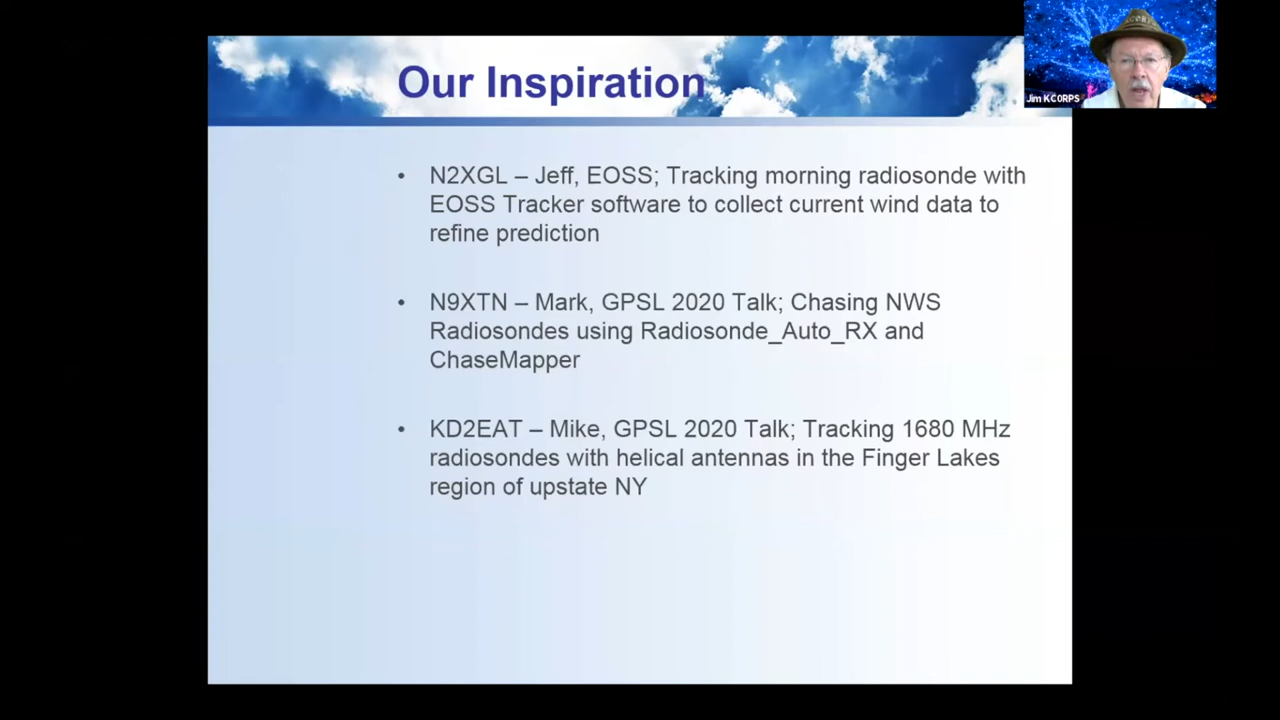 Our Inspiration
Jim KC0RPS
• N2XGL – Jeff, EOSS; Tracking morning radiosonde with
EOSS Tracker software to collect current wind data to
refine prediction
• N9XTN – Mark, GPSL 2020 Talk; Chasing NWS
Radiosondes using Radiosonde_Auto_RX and
ChaseMapper
• KD2EAT – Mike, GPSL 2020 Talk; Tracking 1680 MHz
radiosondes with helical antennas in the Finger Lakes
region of upstate NY